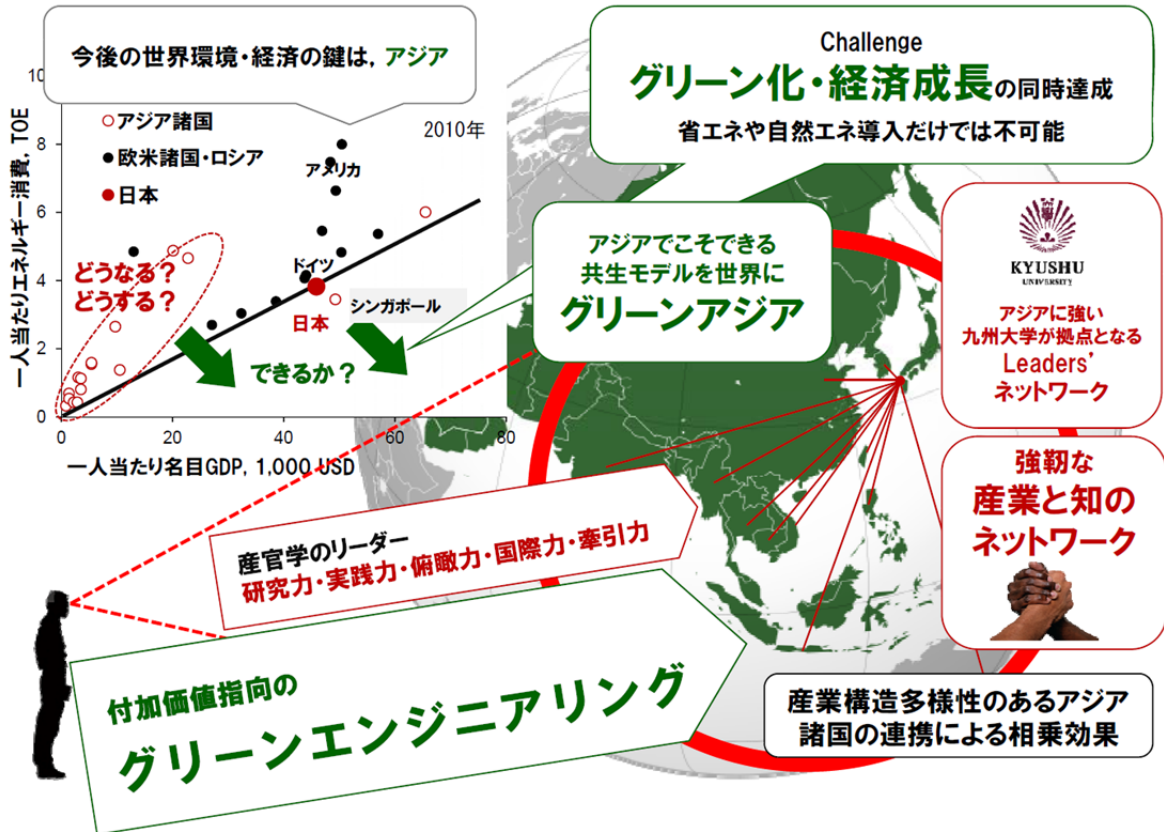 今後の世界環境・経済の鍵は, アジア
Challenge
グリーン化・経済成長の同時達成
省エネや自然エネ導入だけでは不可能
一人当たりエネルギー消費, TOE
10
8
6
4
2
0
0
20
40
60
80
一人当たり名目GDP, 1,000 USD
アジア諸国
欧米諸国・ロシア
日本
2010年
アメリカ
ドイツ
日本
シンガポール
どうなる?
どうする?
できるか?
アジアでこそできる
共生モデルを世界に
グリーンアジア
KYUSHU
UNIVERSITY
アジアに強い
九州大学が拠点となる
Leaders'
ネットワーク
強靭な
産業と知の
ネットワーク
産官学のリーダー
研究力・実践力・俯瞰力・国際力・牽引力
付加価値指向の
グリーンエンジニアリング
産業構造多様性のあるアジア
諸国の連携による相乗効果